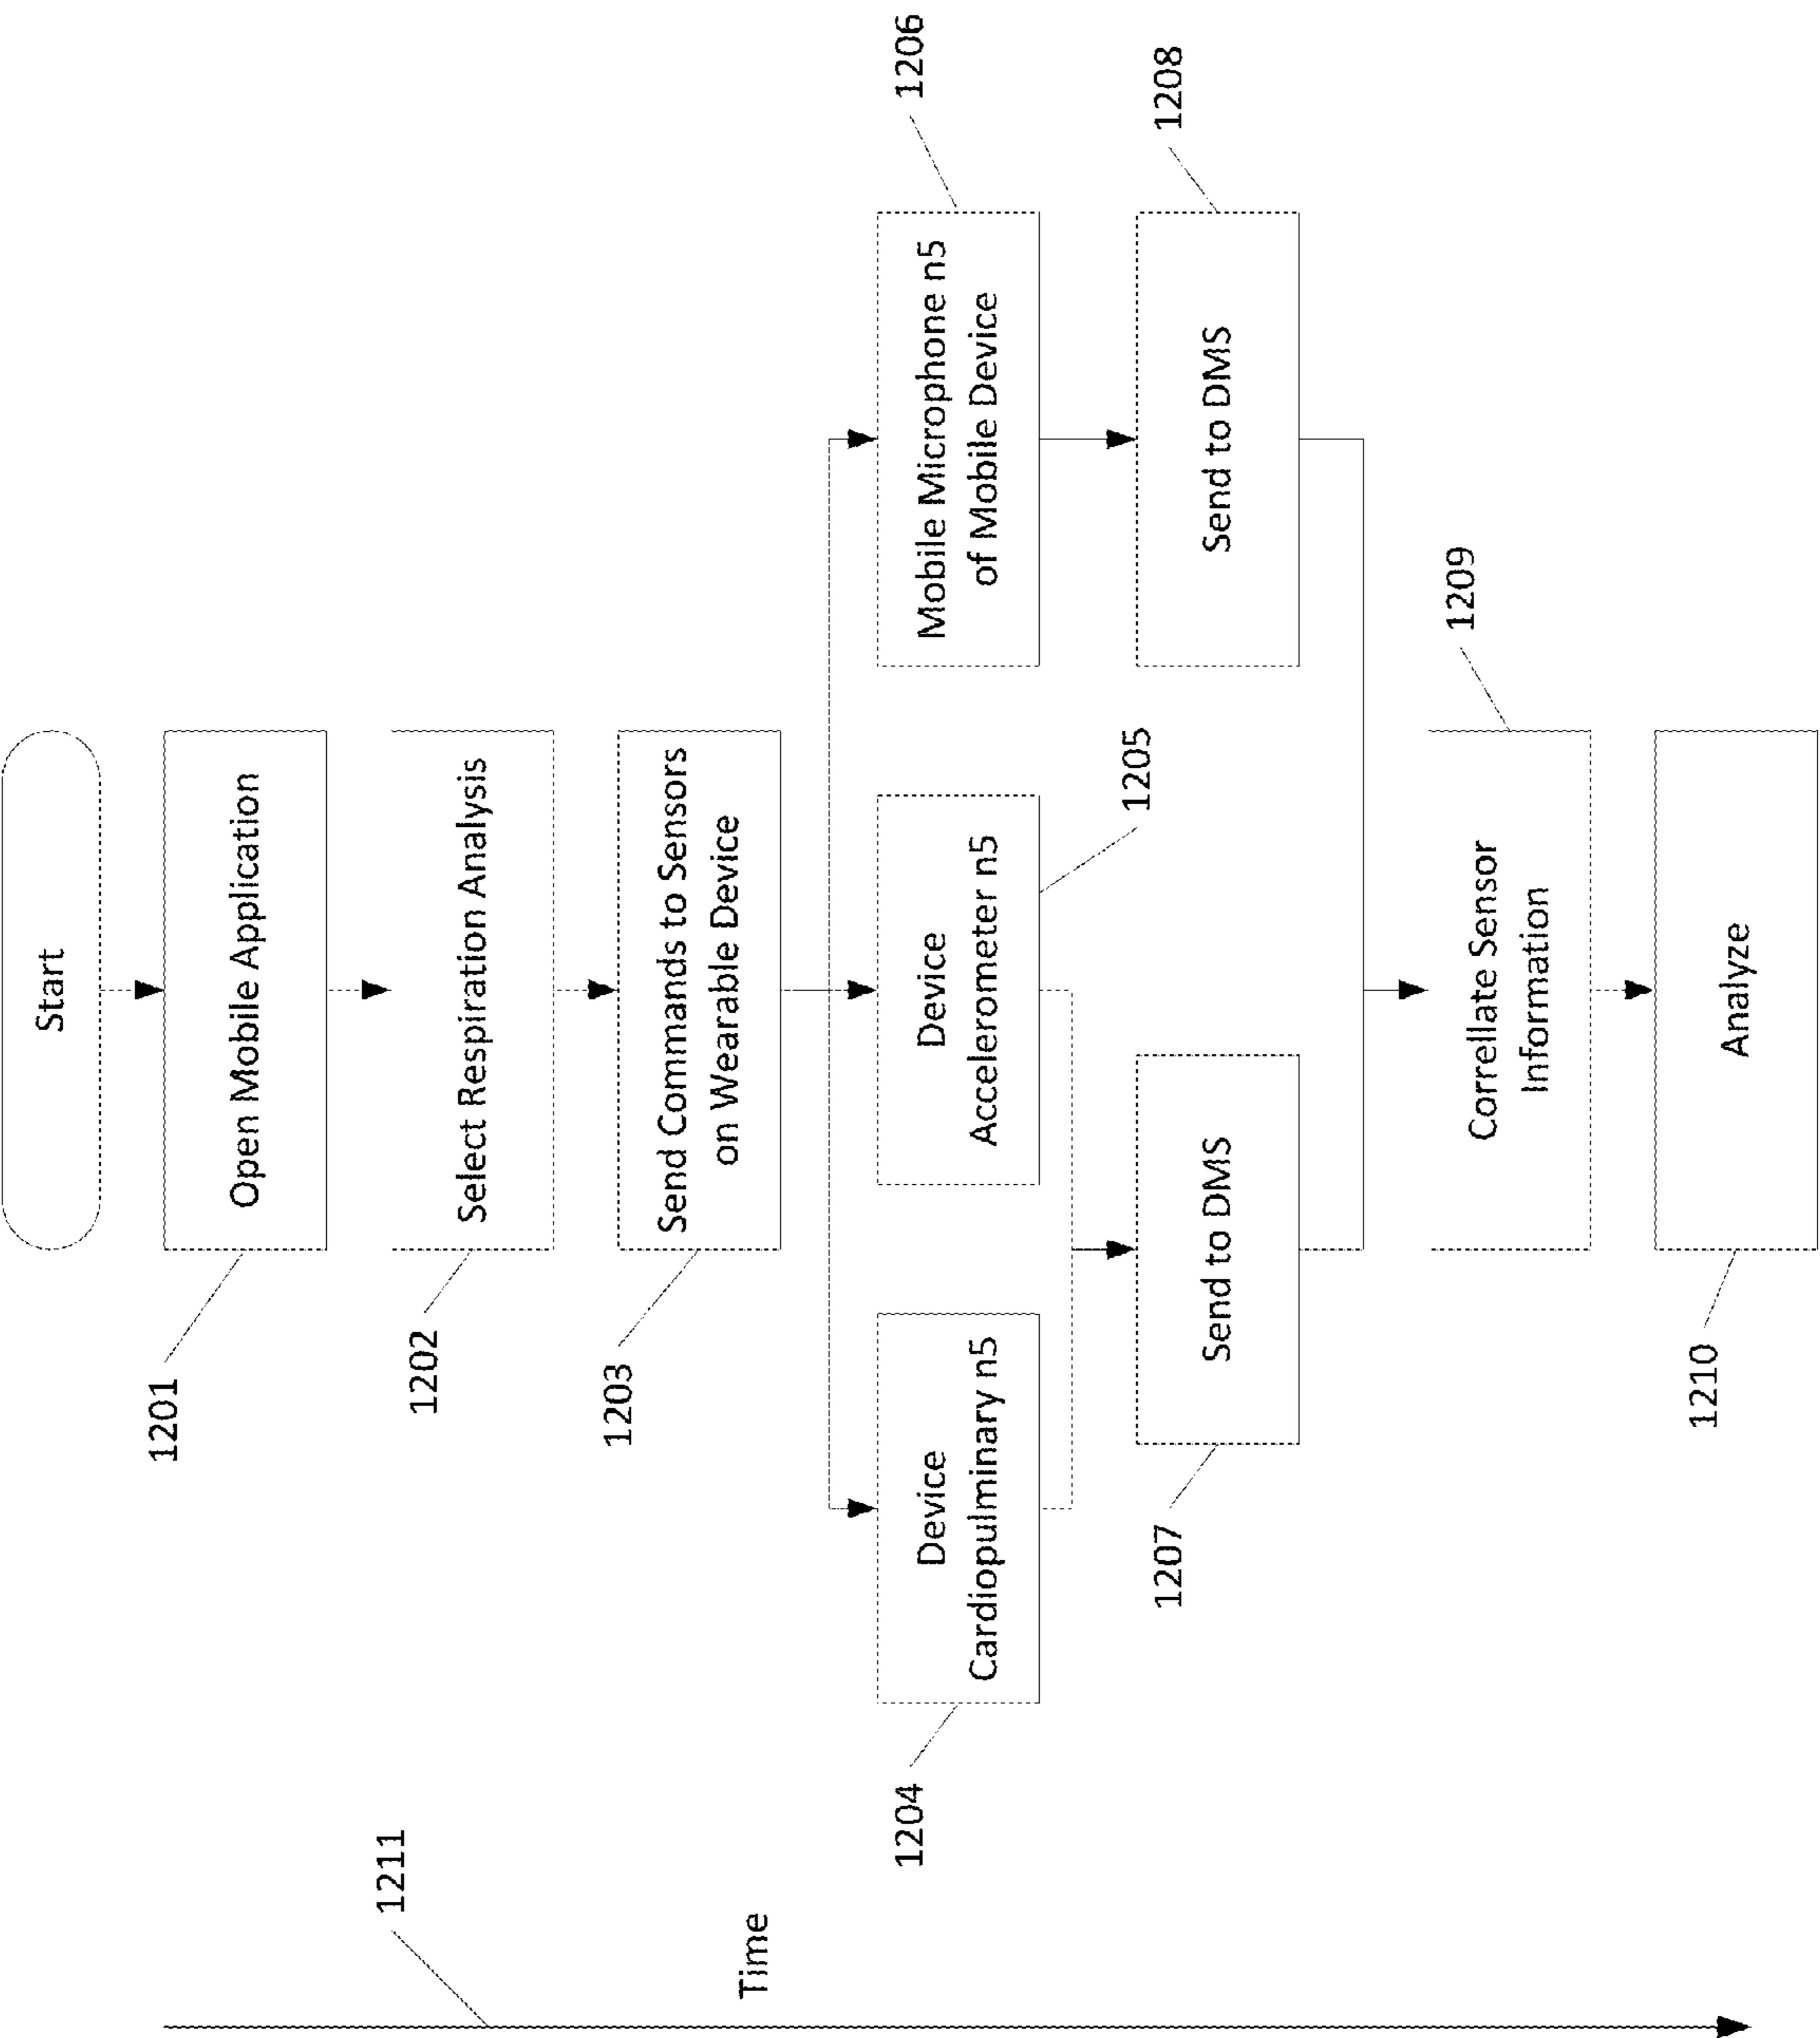 Start
Open Mobile Application
1201
Select Respiration Analysis
1202
Send Commands to Sensors
on Wearable Device
1203
Device
Cardiopulminary n5
1204
Device
Accelerometer n5
1205
Mobile Microphone n5
of Mobile Device
1206
Send to DMS
1207
Send to DMS
1208
Correllate Sensor
Information
1209
Analyze
1210
Time
1211